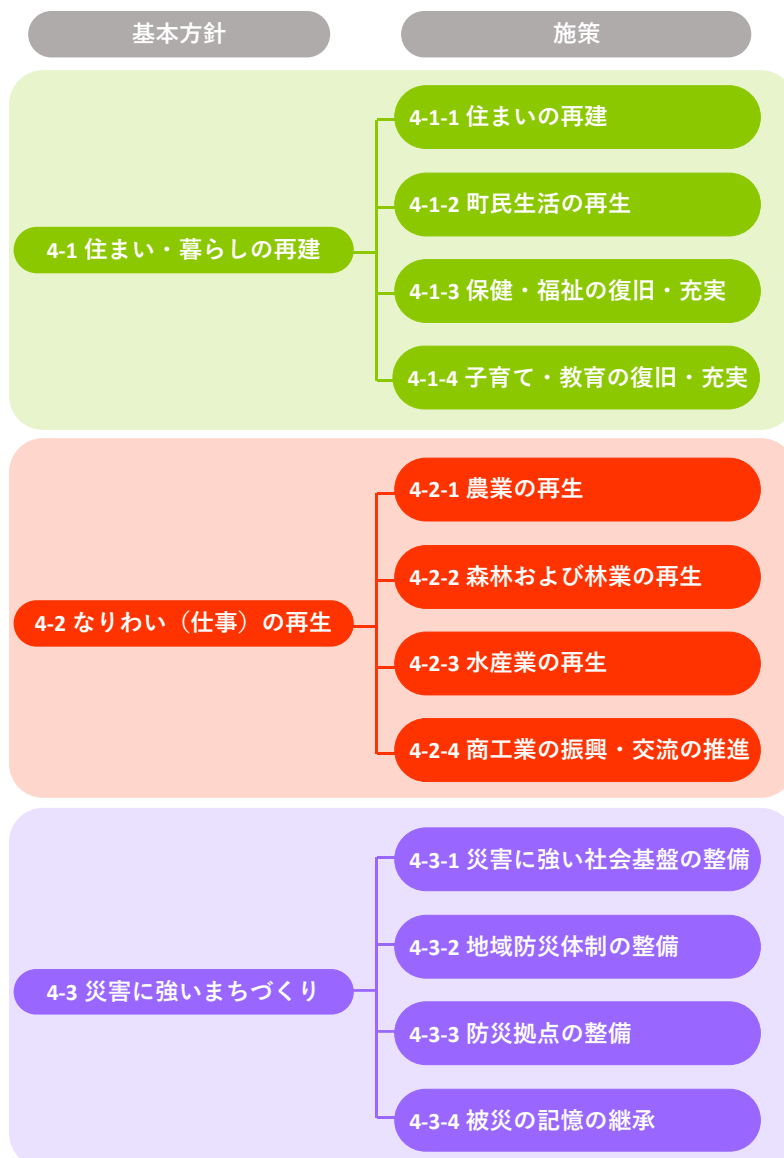 基本方針
施策
4-1 住まい・暮らしの再建
4-1-1 住まいの再建
4-1-2 町民生活の再生
4-1-3 保健・福祉の復旧・充実
4-1-4 子育て・教育の復旧・充実
4-2 なりわい（仕事）の再生
4-2-1 農業の再生
4-2-2 森林および林業の再生
4-2-3 水産業の再生
4-2-4 商工業の振興・交流の推進
4-3 災害に強いまちづくり
4-3-1 災害に強い社会基盤の整備
4-3-2 地域防災体制の整備
4-3-3 防災拠点の整備
4-3-4 被災の記憶の継承